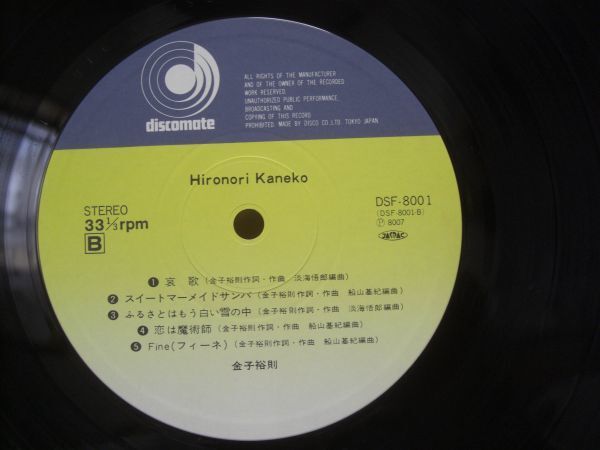 discomate
ALL RIGHTS OF THE MANUFACTURER
AND OF THE OWNER OF THE RECORDED
WORK RESERVED.
UNAUTHORIZED PUBLIC PERFORMANCE,
BROADCASTING AND
COPYING OF THIS RECORD
PROHIBITED. MADE BY DISCO CO.,LTD. TOKYO JAPAN
Hironori Kaneko
STEREO
33 1/3 rpm
B
DSF-8001
(DSF-8001-B)
Ⓟ 8007
JASRAC
❶ 哀 歌 (金子裕則作詞・作曲 淡海悟郎編曲)
❷ スイートマーメイドサンバ (金子裕則作詞・作曲 船山基紀編曲)
❸ ふるさとはもう白い雪の中 (金子裕則作詞・作曲 淡海悟郎編曲)
❹ 恋は魔術師 (金子裕則作詞・作曲 船山基紀編曲)
❺ Fine(フィーネ) (金子裕則作詞・作曲 船山基紀編曲)
金子裕則